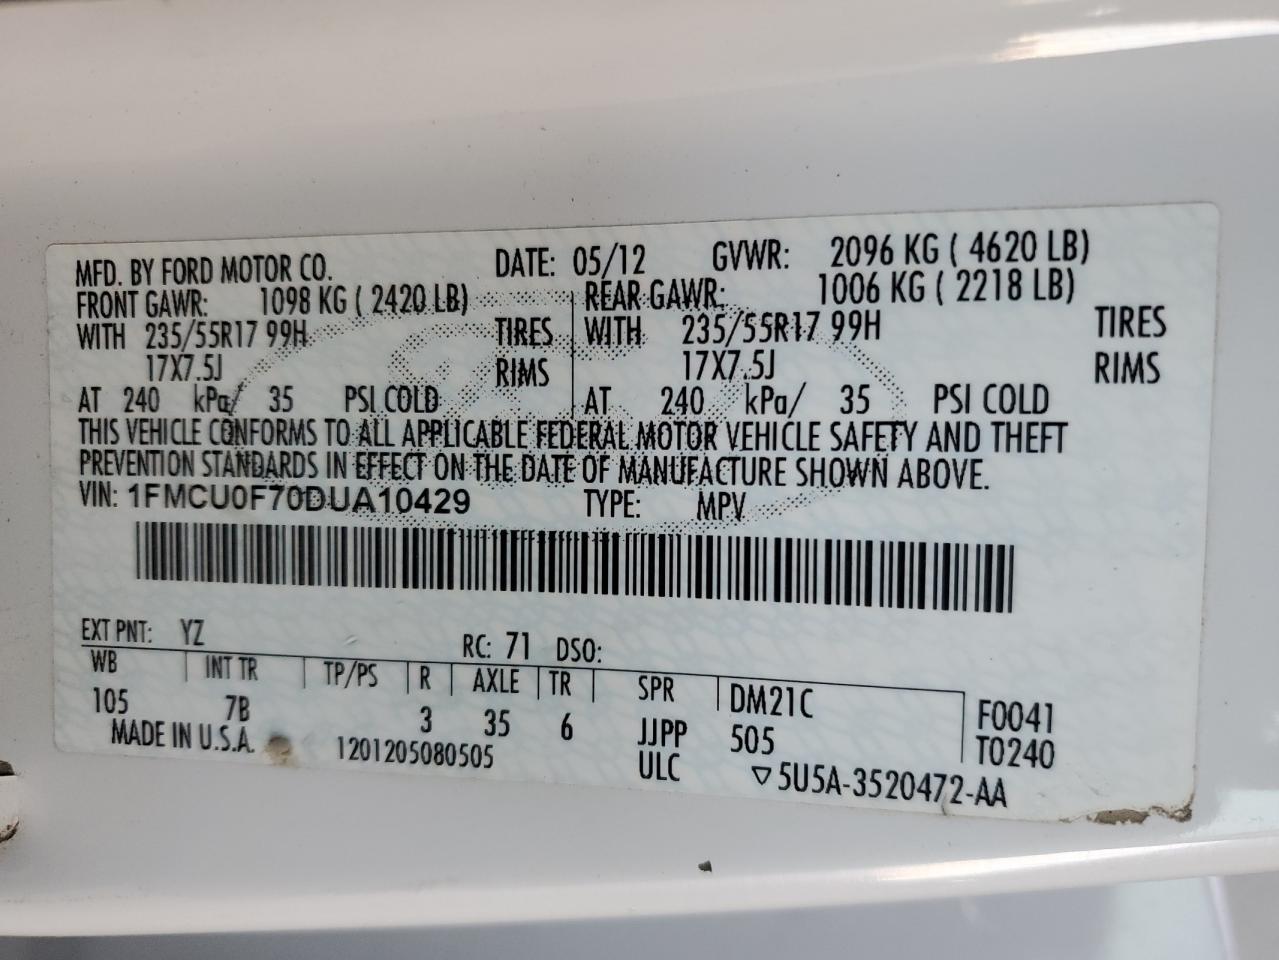 MFD. BY FORD MOTOR CO. DATE: 05/12 GVWR: 2096 KG ( 4620 LB)
FRONT GAWR: 1098 KG ( 2420 LB) REAR GAWR: 1006 KG ( 2218 LB)
WITH 235/55R17 99H TIRES WITH 235/55R17 99H TIRES
17X7.5J RIMS 17X7.5J RIMS
AT 240 kPa/ 35 PSI COLD AT 240 kPa/ 35 PSI COLD
THIS VEHICLE CONFORMS TO ALL APPLICABLE FEDERAL MOTOR VEHICLE SAFETY AND THEFT
PREVENTION STANDARDS IN EFFECT ON THE DATE OF MANUFACTURE SHOWN ABOVE.
VIN: 1FMCU0F70DUA10429 TYPE: MPV
EXT PNT: YZ RC: 71 DSO:
WB INT TR TP/PS R AXLE TR SPR DM21C F0041
105 7B 3 35 6 JJPP 505 T0240
MADE IN U.S.A. 1201205080505 ULC ▽5U5A-3520472-AA